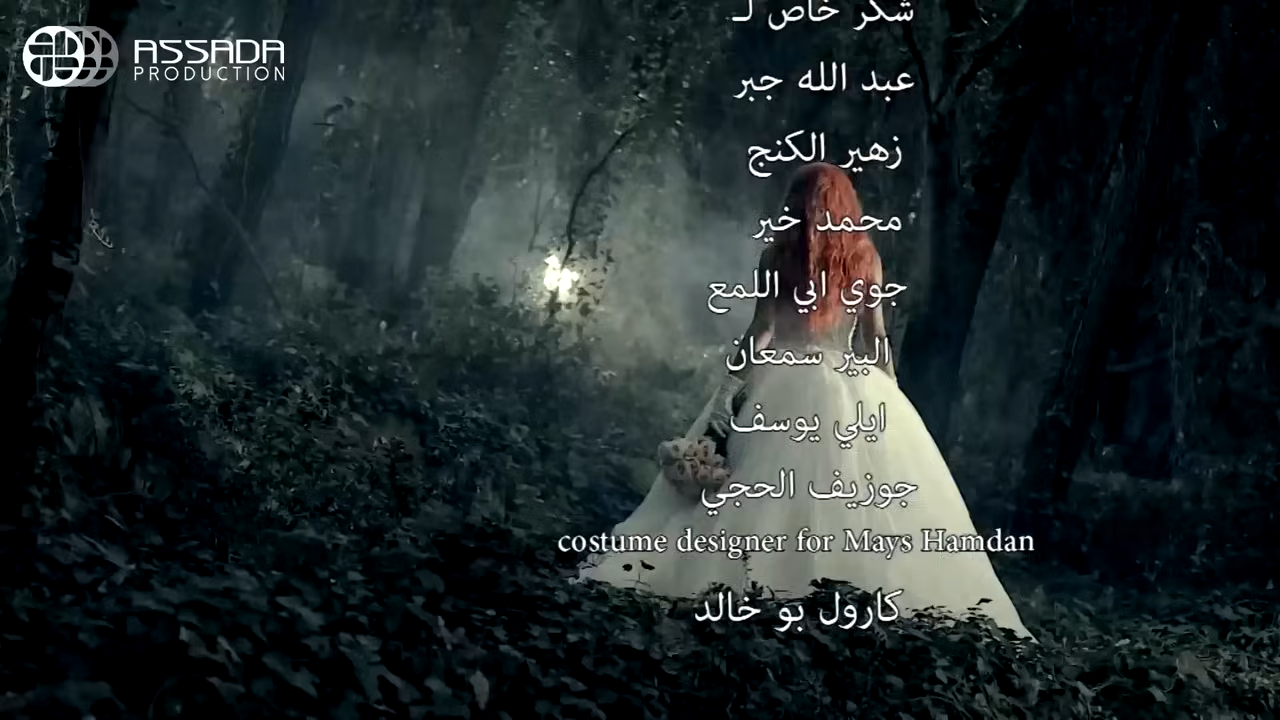 ASSADA
PRODUCTION
شكر خاص لـ
عبد الله جبر
زهير الكنج
محمد خير
جوي ابي اللمع
البير سمعان
ايلي يوسف
جوزيف الحجي
costume designer for Mays Hamdan
كارول بو خالد